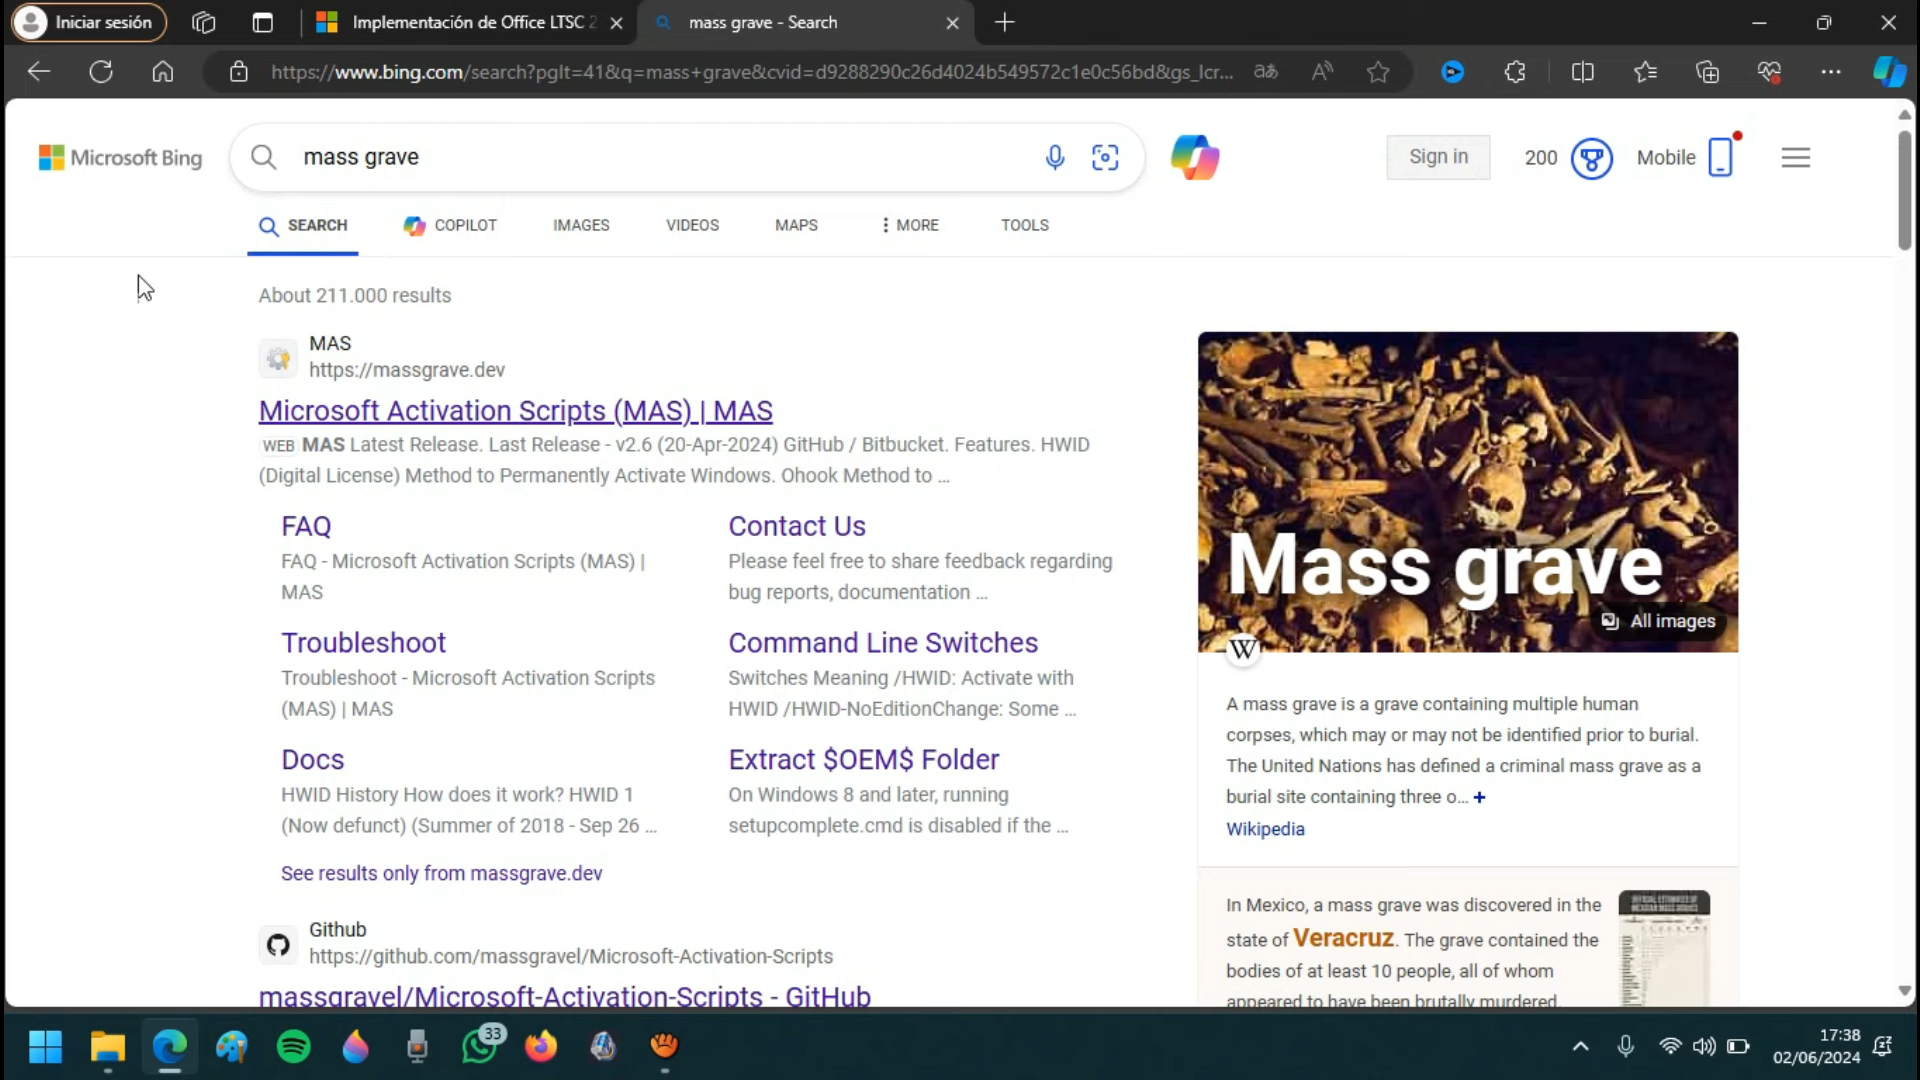 Iniciar sesión
Implementación de Office LTSC 2
mass grave - Search
https://www.bing.com/search?pglt=41&q=mass+grave&cvid=d9288290c26d4024b549572c1e0c56bd&gs_lcr...
Microsoft Bing
mass grave
Sign in
200
Mobile
SEARCH
COPILOT
IMAGES
VIDEOS
MAPS
MORE
TOOLS
About 211.000 results
MAS
https://massgrave.dev
Microsoft Activation Scripts (MAS) | MAS
WEB MAS Latest Release. Last Release - v2.6 (20-Apr-2024) GitHub / Bitbucket. Features. HWID
(Digital License) Method to Permanently Activate Windows. Ohook Method to ...
FAQ
FAQ - Microsoft Activation Scripts (MAS) |
MAS
Contact Us
Please feel free to share feedback regarding
bug reports, documentation ...
Troubleshoot
Troubleshoot - Microsoft Activation Scripts
(MAS) | MAS
Command Line Switches
Switches Meaning /HWID: Activate with
HWID /HWID-NoEditionChange: Some ...
Docs
HWID History How does it work? HWID 1
(Now defunct) (Summer of 2018 - Sep 26 ...
Extract $OEM$ Folder
On Windows 8 and later, running
setupcomplete.cmd is disabled if the ...
See results only from massgrave.dev
Github
https://github.com/massgravel/Microsoft-Activation-Scripts
massgravel/Microsoft-Activation-Scripts - GitHub
Mass grave
All images
W
A mass grave is a grave containing multiple human
corpses, which may or may not be identified prior to burial.
The United Nations has defined a criminal mass grave as a
burial site containing three o... +
Wikipedia
In Mexico, a mass grave was discovered in the
state of Veracruz. The grave contained the
bodies of at least 10 people, all of whom
appeared to have been brutally murdered.
33
17:38
02/06/2024